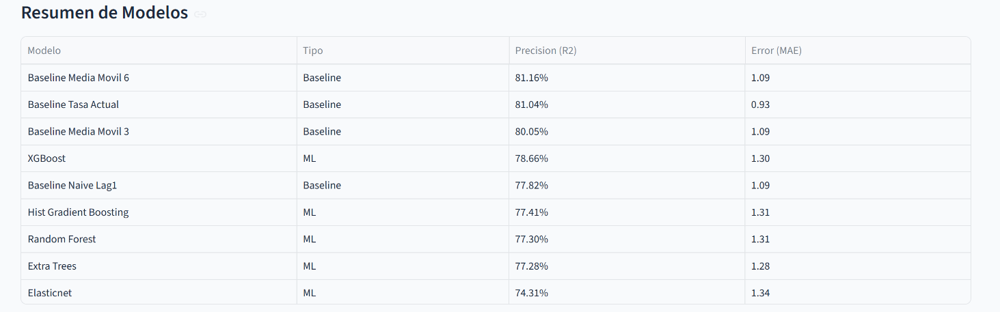 Resumen de Modelos
Modelo Tipo Precision (R2) Error (MAE)
Baseline Media Movil 6 Baseline 81.16% 1.09
Baseline Tasa Actual Baseline 81.04% 0.93
Baseline Media Movil 3 Baseline 80.05% 1.09
XGBoost ML 78.66% 1.30
Baseline Naive Lag1 Baseline 77.82% 1.09
Hist Gradient Boosting ML 77.41% 1.31
Random Forest ML 77.30% 1.31
Extra Trees ML 77.28% 1.28
Elasticnet ML 74.31% 1.34